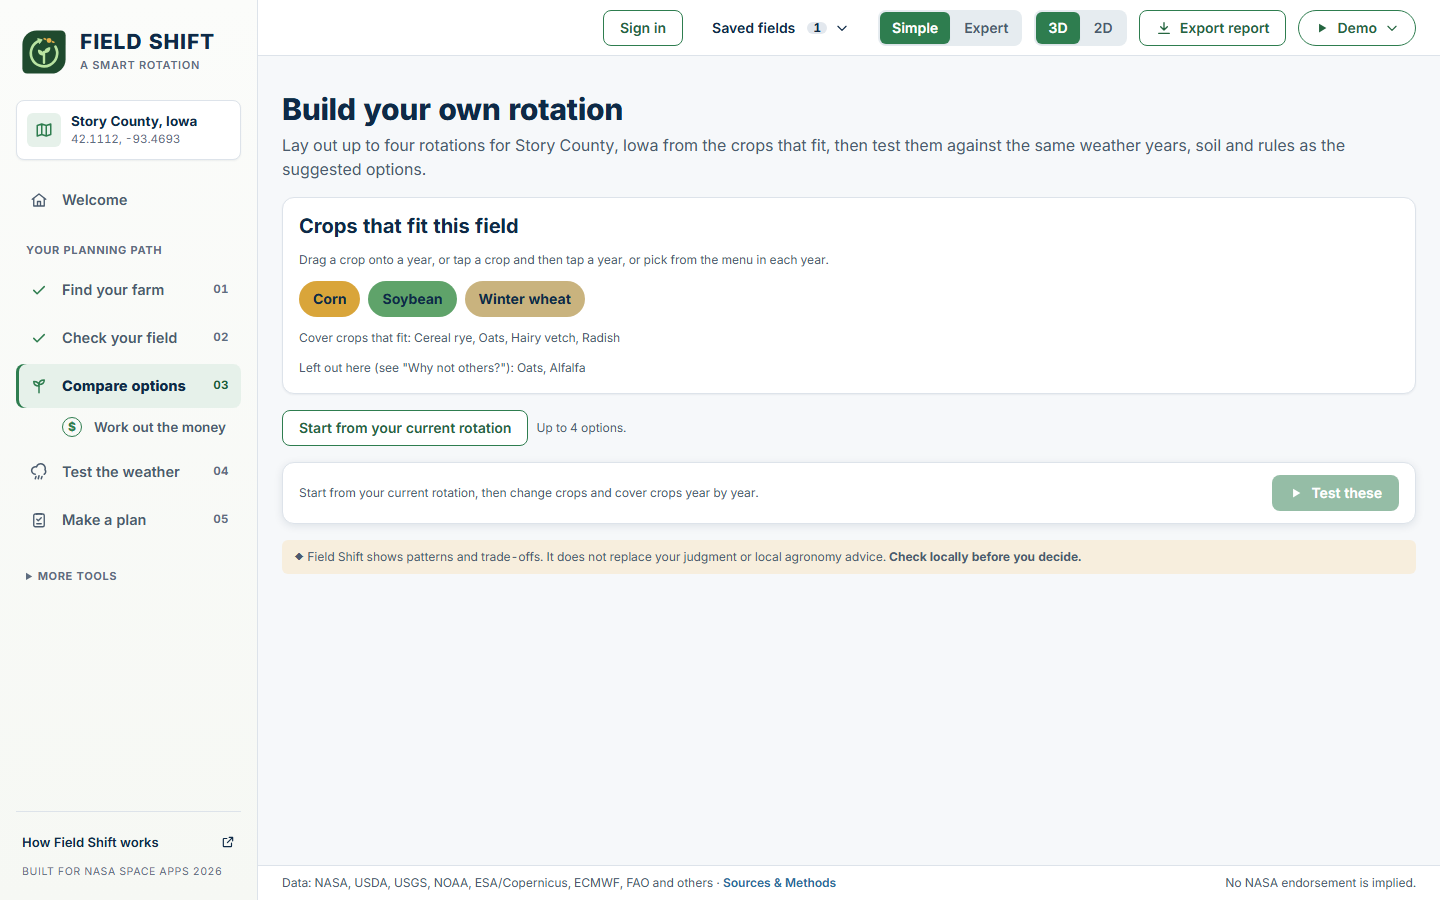 FIELD SHIFT
A SMART ROTATION
Story County, Iowa
42.1112, -93.4693
Welcome
YOUR PLANNING PATH
Find your farm 01
Check your field 02
Compare options 03
$ Work out the money
Test the weather 04
Make a plan 05
MORE TOOLS
How Field Shift works
BUILT FOR NASA SPACE APPS 2026
Sign in
Saved fields 1
Simple Expert
3D 2D
Export report
Demo
Build your own rotation
Lay out up to four rotations for Story County, Iowa from the crops that fit, then test them against the same weather years, soil and rules as the
suggested options.
Crops that fit this field
Drag a crop onto a year, or tap a crop and then tap a year, or pick from the menu in each year.
Corn Soybean Winter wheat
Cover crops that fit: Cereal rye, Oats, Hairy vetch, Radish
Left out here (see "Why not others?"): Oats, Alfalfa
Start from your current rotation Up to 4 options.
Start from your current rotation, then change crops and cover crops year by year.
Test these
◆ Field Shift shows patterns and trade-offs. It does not replace your judgment or local agronomy advice. Check locally before you decide.
Data: NASA, USDA, USGS, NOAA, ESA/Copernicus, ECMWF, FAO and others · Sources & Methods
No NASA endorsement is implied.